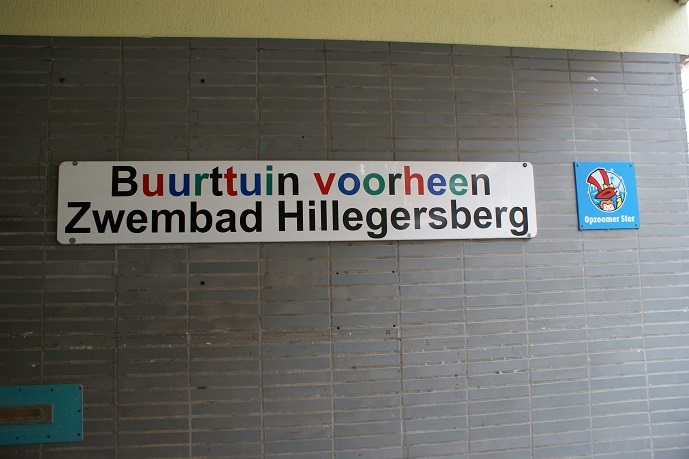 Buurttuin voorheen
Zwembad Hillegersberg
Opzoomer Ster